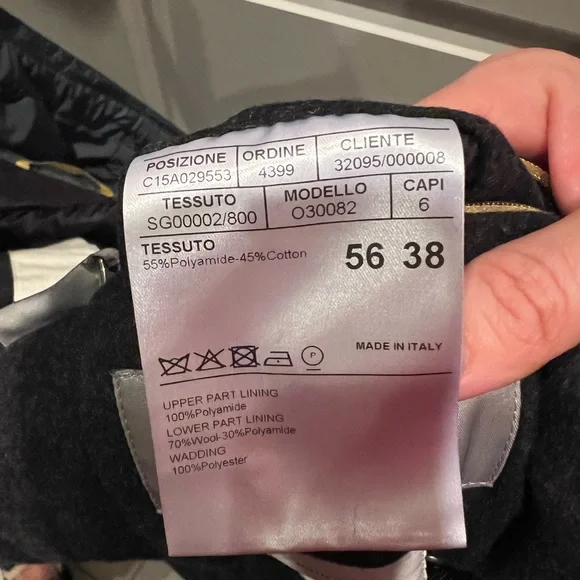 POSIZIONE ORDINE CLIENTE
C15A029553 4399 32095/000008
TESSUTO MODELLO CAPI
SG00002/800 O30082 6
TESSUTO
55%Polyamide-45%Cotton 56 38
P MADE IN ITALY
UPPER PART LINING
100%Polyamide
LOWER PART LINING
70%Wool-30%Polyamide
WADDING
100%Polyester